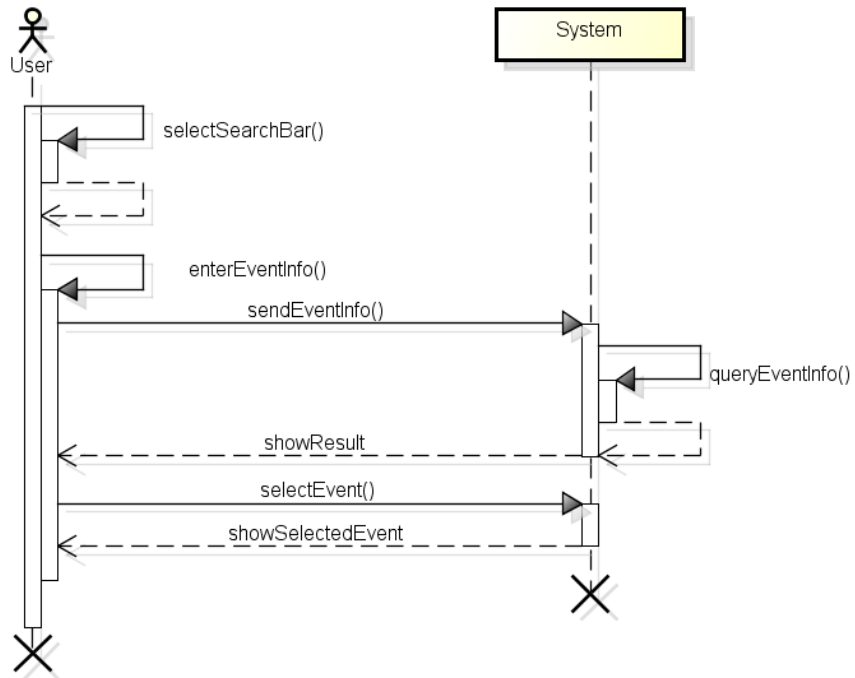 User
System
selectSearchBar()
enterEventInfo()
sendEventInfo()
queryEventInfo()
showResult
selectEvent()
showSelectedEvent